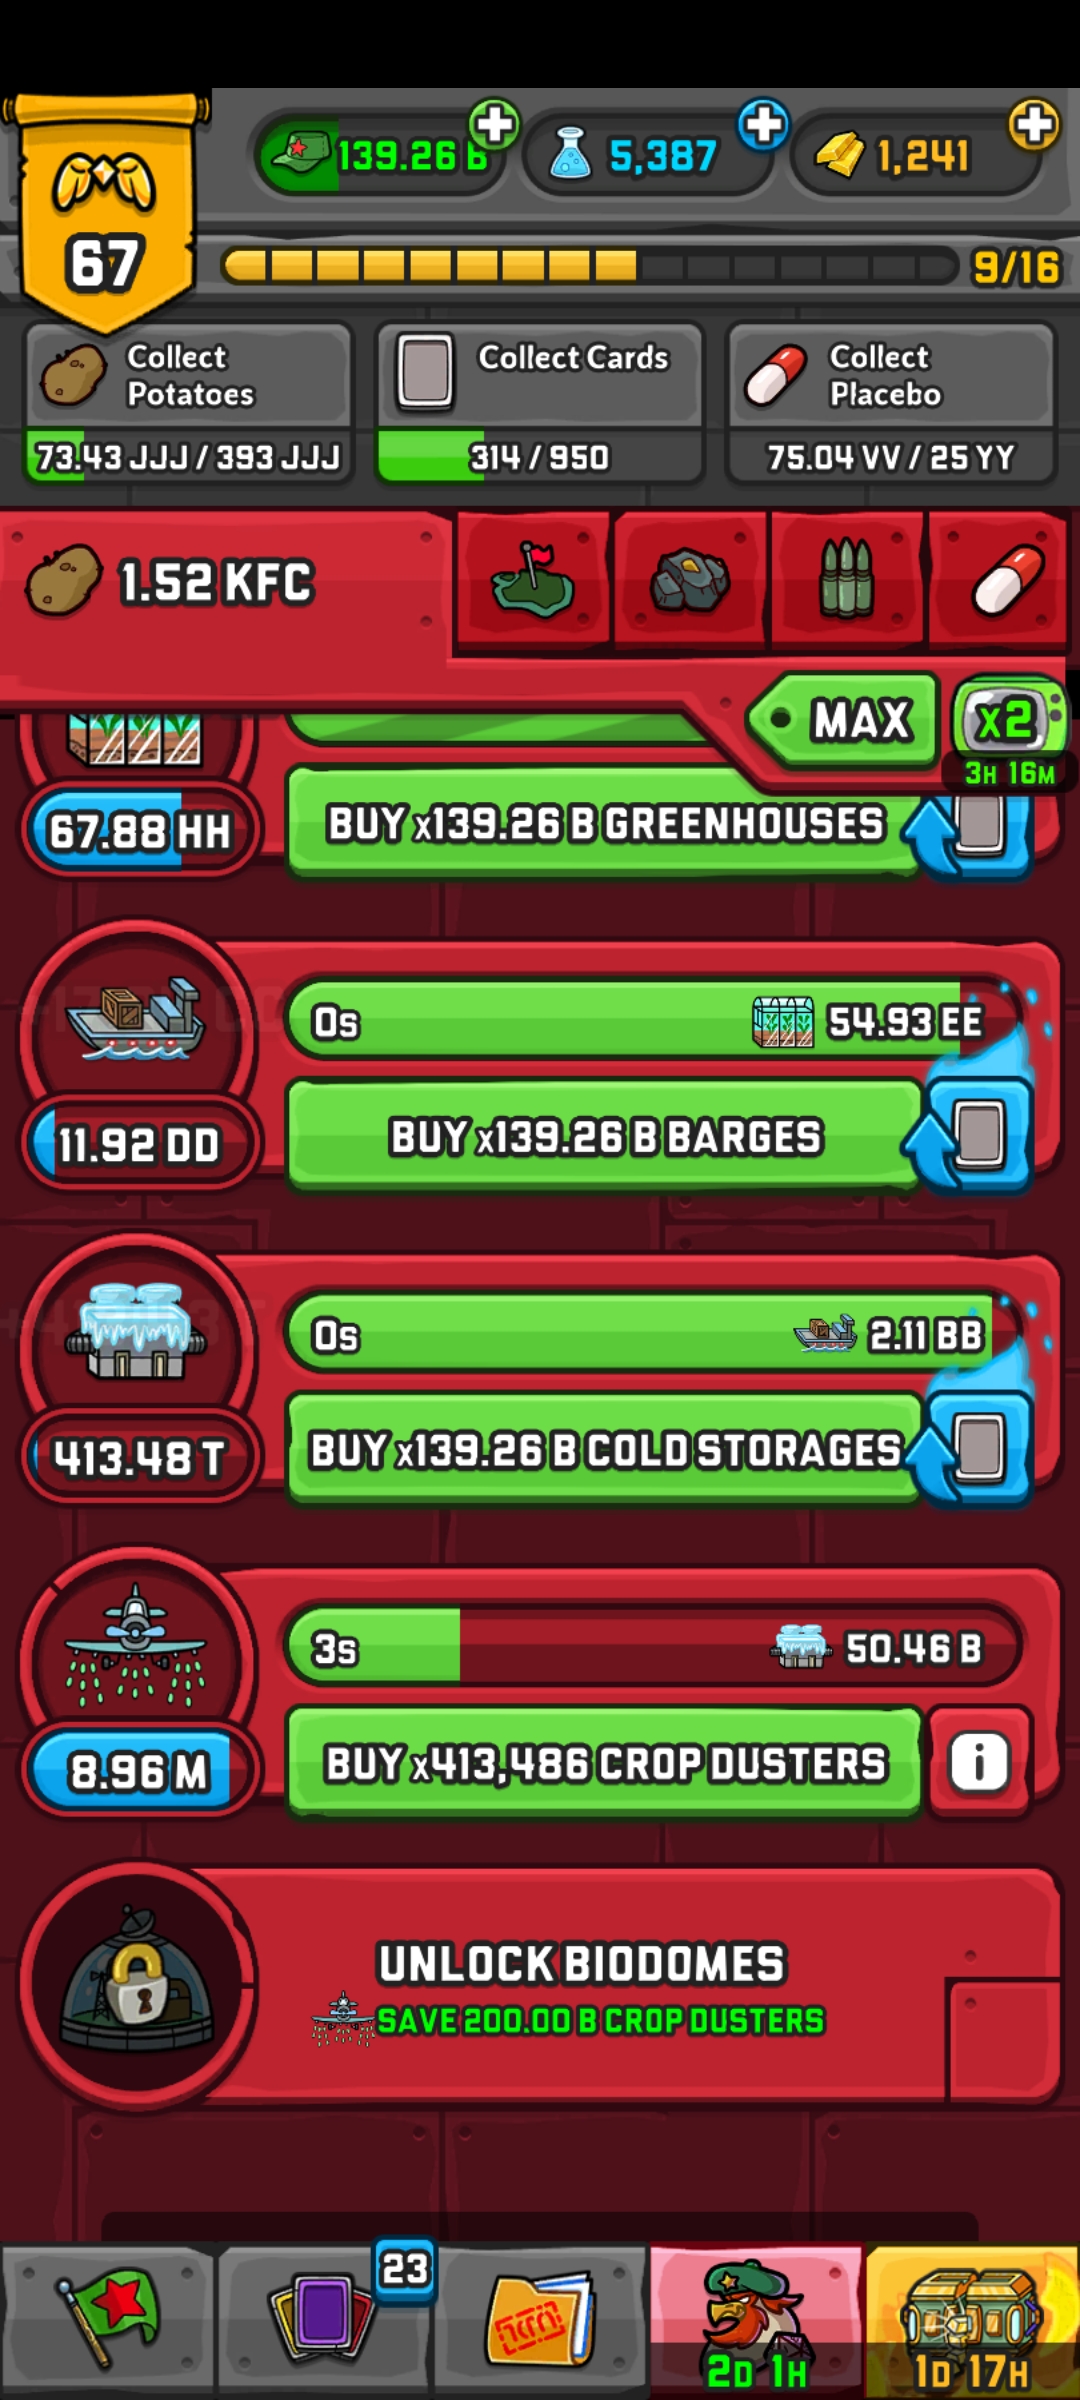 139.26 B
5,387
1,241
67
9/16
Collect
Potatoes
73.43 JJJ / 393 JJJ
Collect Cards
314 / 950
Collect
Placebo
75.04 VV / 25 YY
1.52 KFC
MAX
x2
3H 16M
67.88 HH
BUY x139.26 B GREENHOUSES
0s
54.93 EE
11.92 DD
BUY x139.26 B BARGES
0s
2.11 BB
413.48 T
BUY x139.26 B COLD STORAGES
3s
50.46 B
8.96 M
BUY x413,486 CROP DUSTERS
i
UNLOCK BIODOMES
SAVE 200.00 B CROP DUSTERS
23
2D 1H
1D 17H